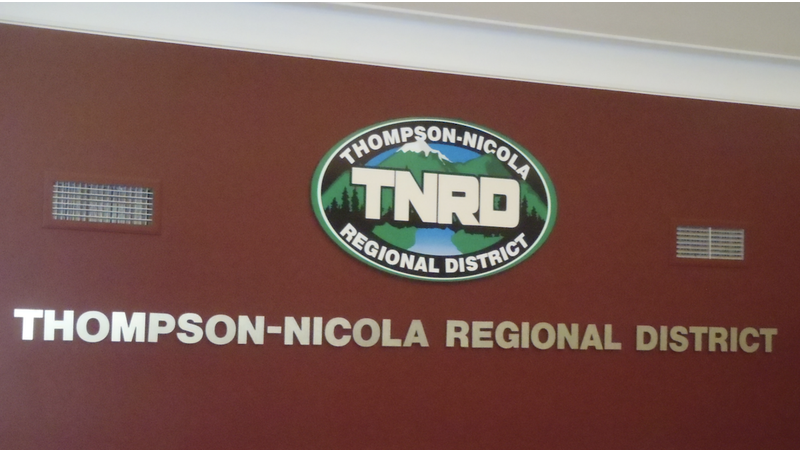 THOMPSON-NICOLA
TNRD
REGIONAL DISTRICT
THOMPSON-NICOLA REGIONAL DISTRICT